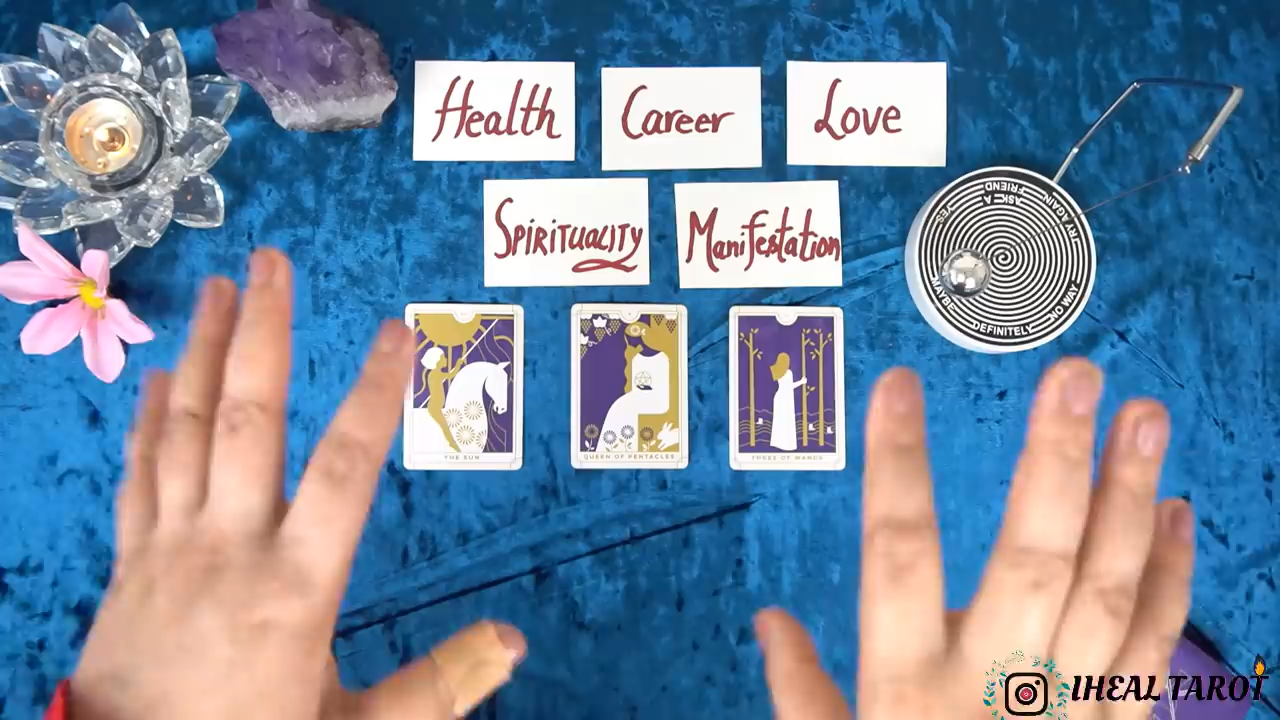 Health
Career
Love
Spirituality
Manifestation
ASK A FRIEND
TRY AGAIN
NO WAY
DEFINITELY
MAYBE
YES
THE SUN
QUEEN OF PENTACLES
THREE OF WANDS
IHEAL TAROT